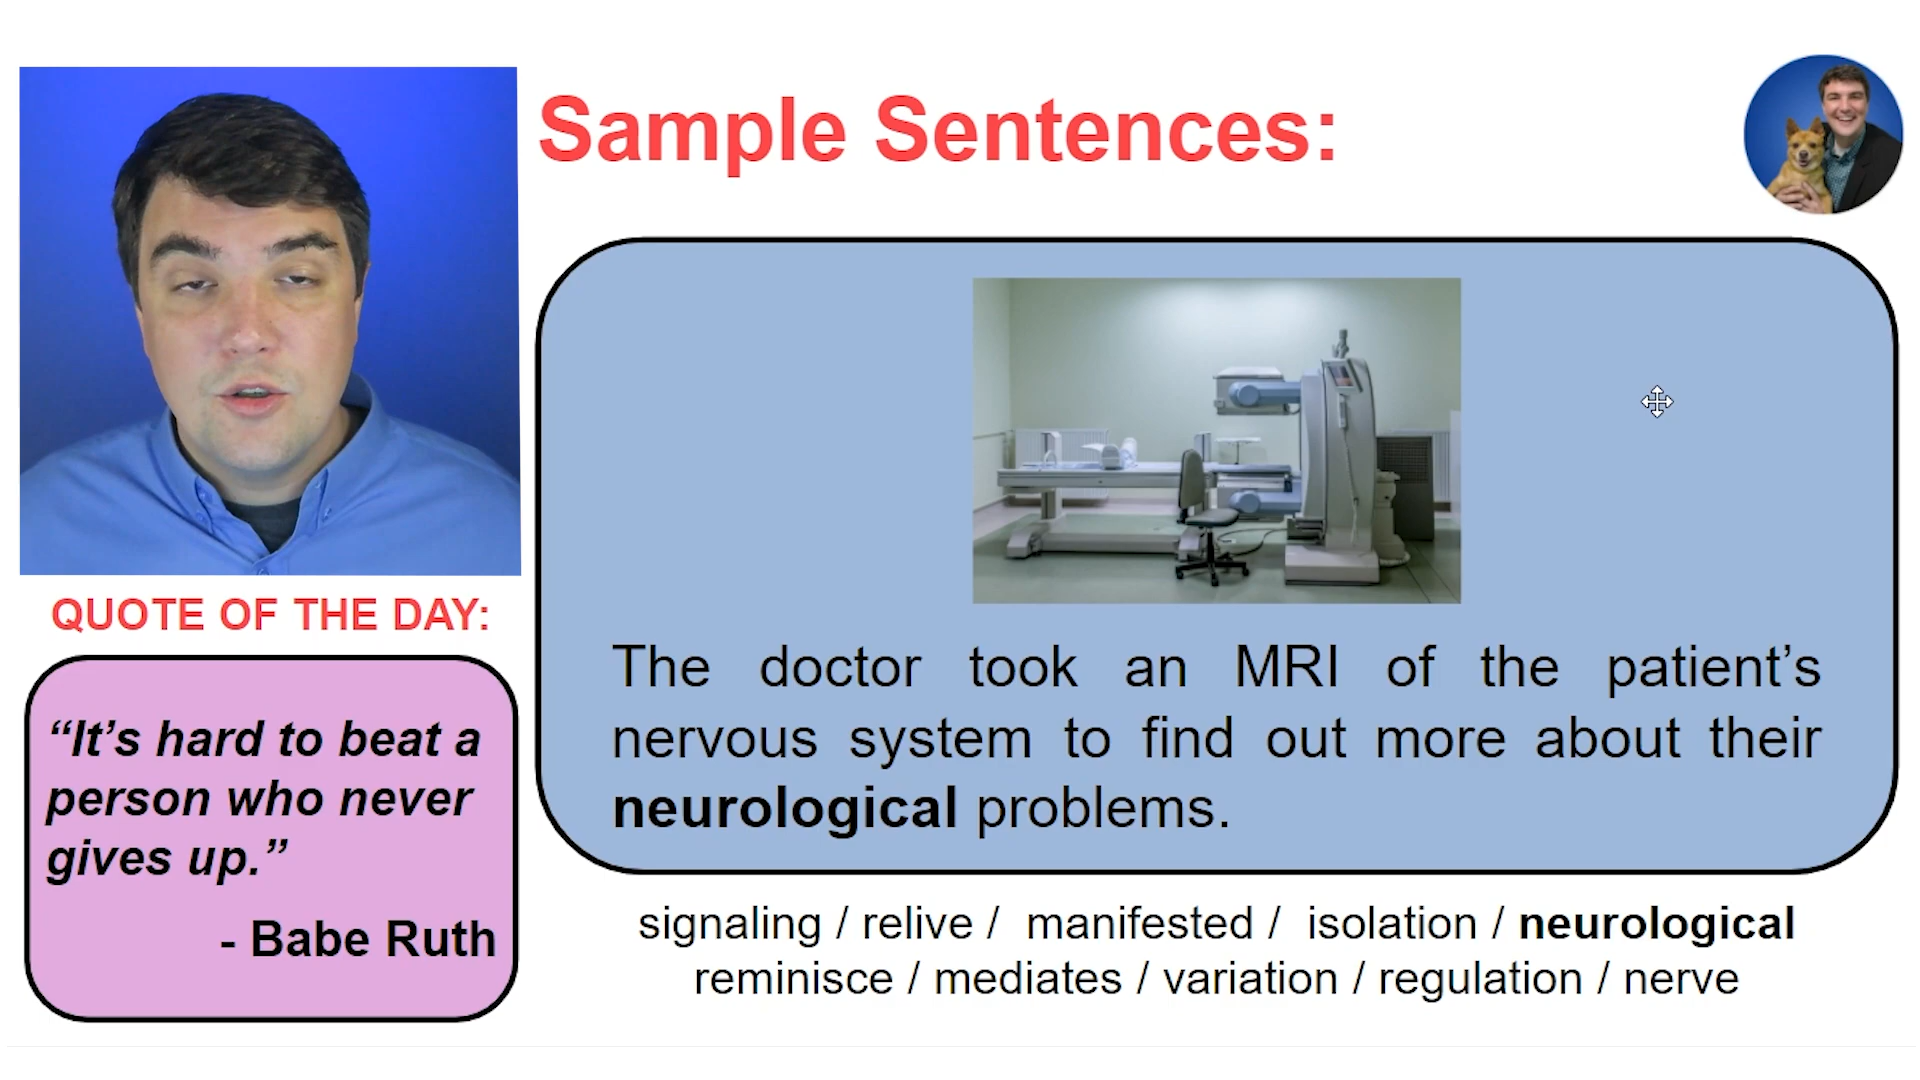 Sample Sentences:
QUOTE OF THE DAY:
“It’s hard to beat a
person who never
gives up.”
- Babe Ruth
The doctor took an MRI of the patient’s
nervous system to find out more about their
neurological problems.
signaling / relive / manifested / isolation / neurological
reminisce / mediates / variation / regulation / nerve